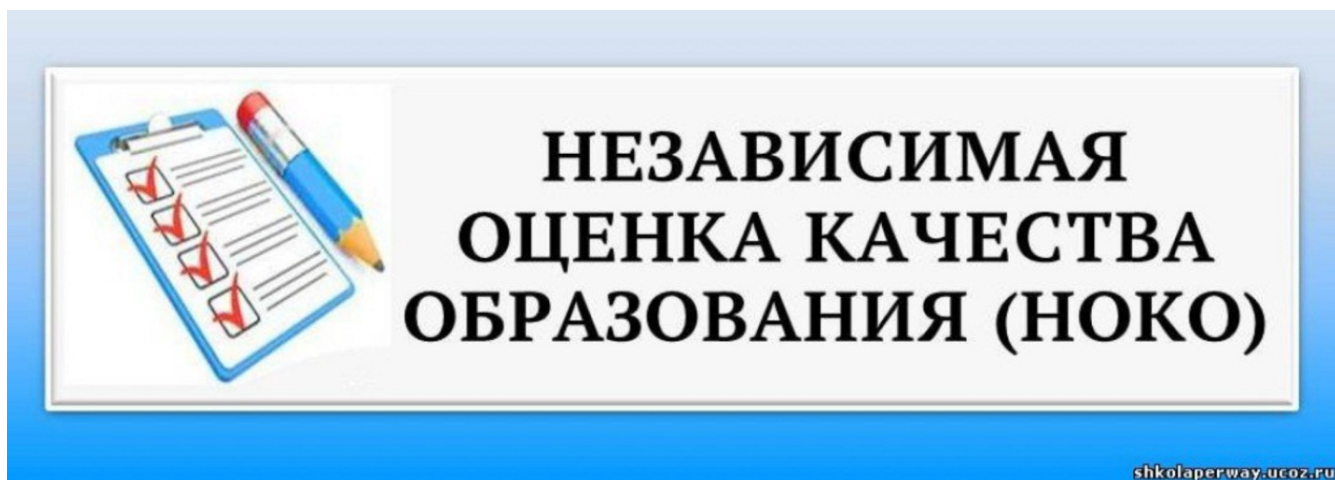 НЕЗАВИСИМАЯ
ОЦЕНКА КАЧЕСТВА
ОБРАЗОВАНИЯ (НОКО)
shkolaperway.ucoz.ru